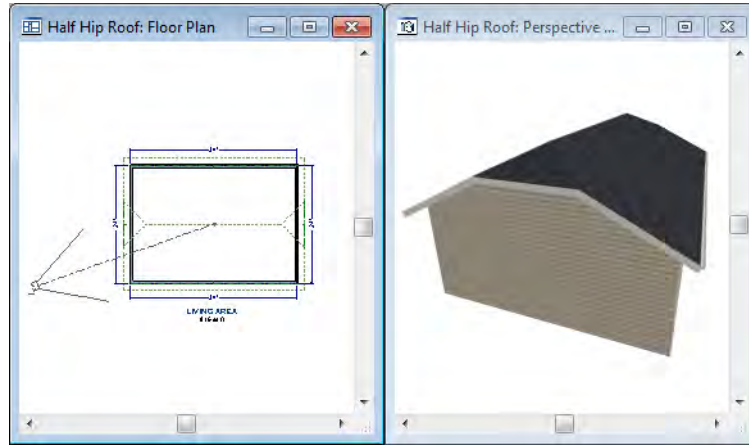 Half Hip Roof: Floor Plan
Half Hip Roof: Perspective ...
LIVING AREA